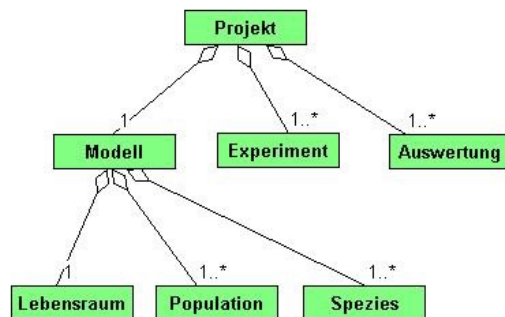 Projekt
1 1..* 1..*
Modell Experiment Auswertung
1 1..* 1..*
Lebensraum Population Spezies